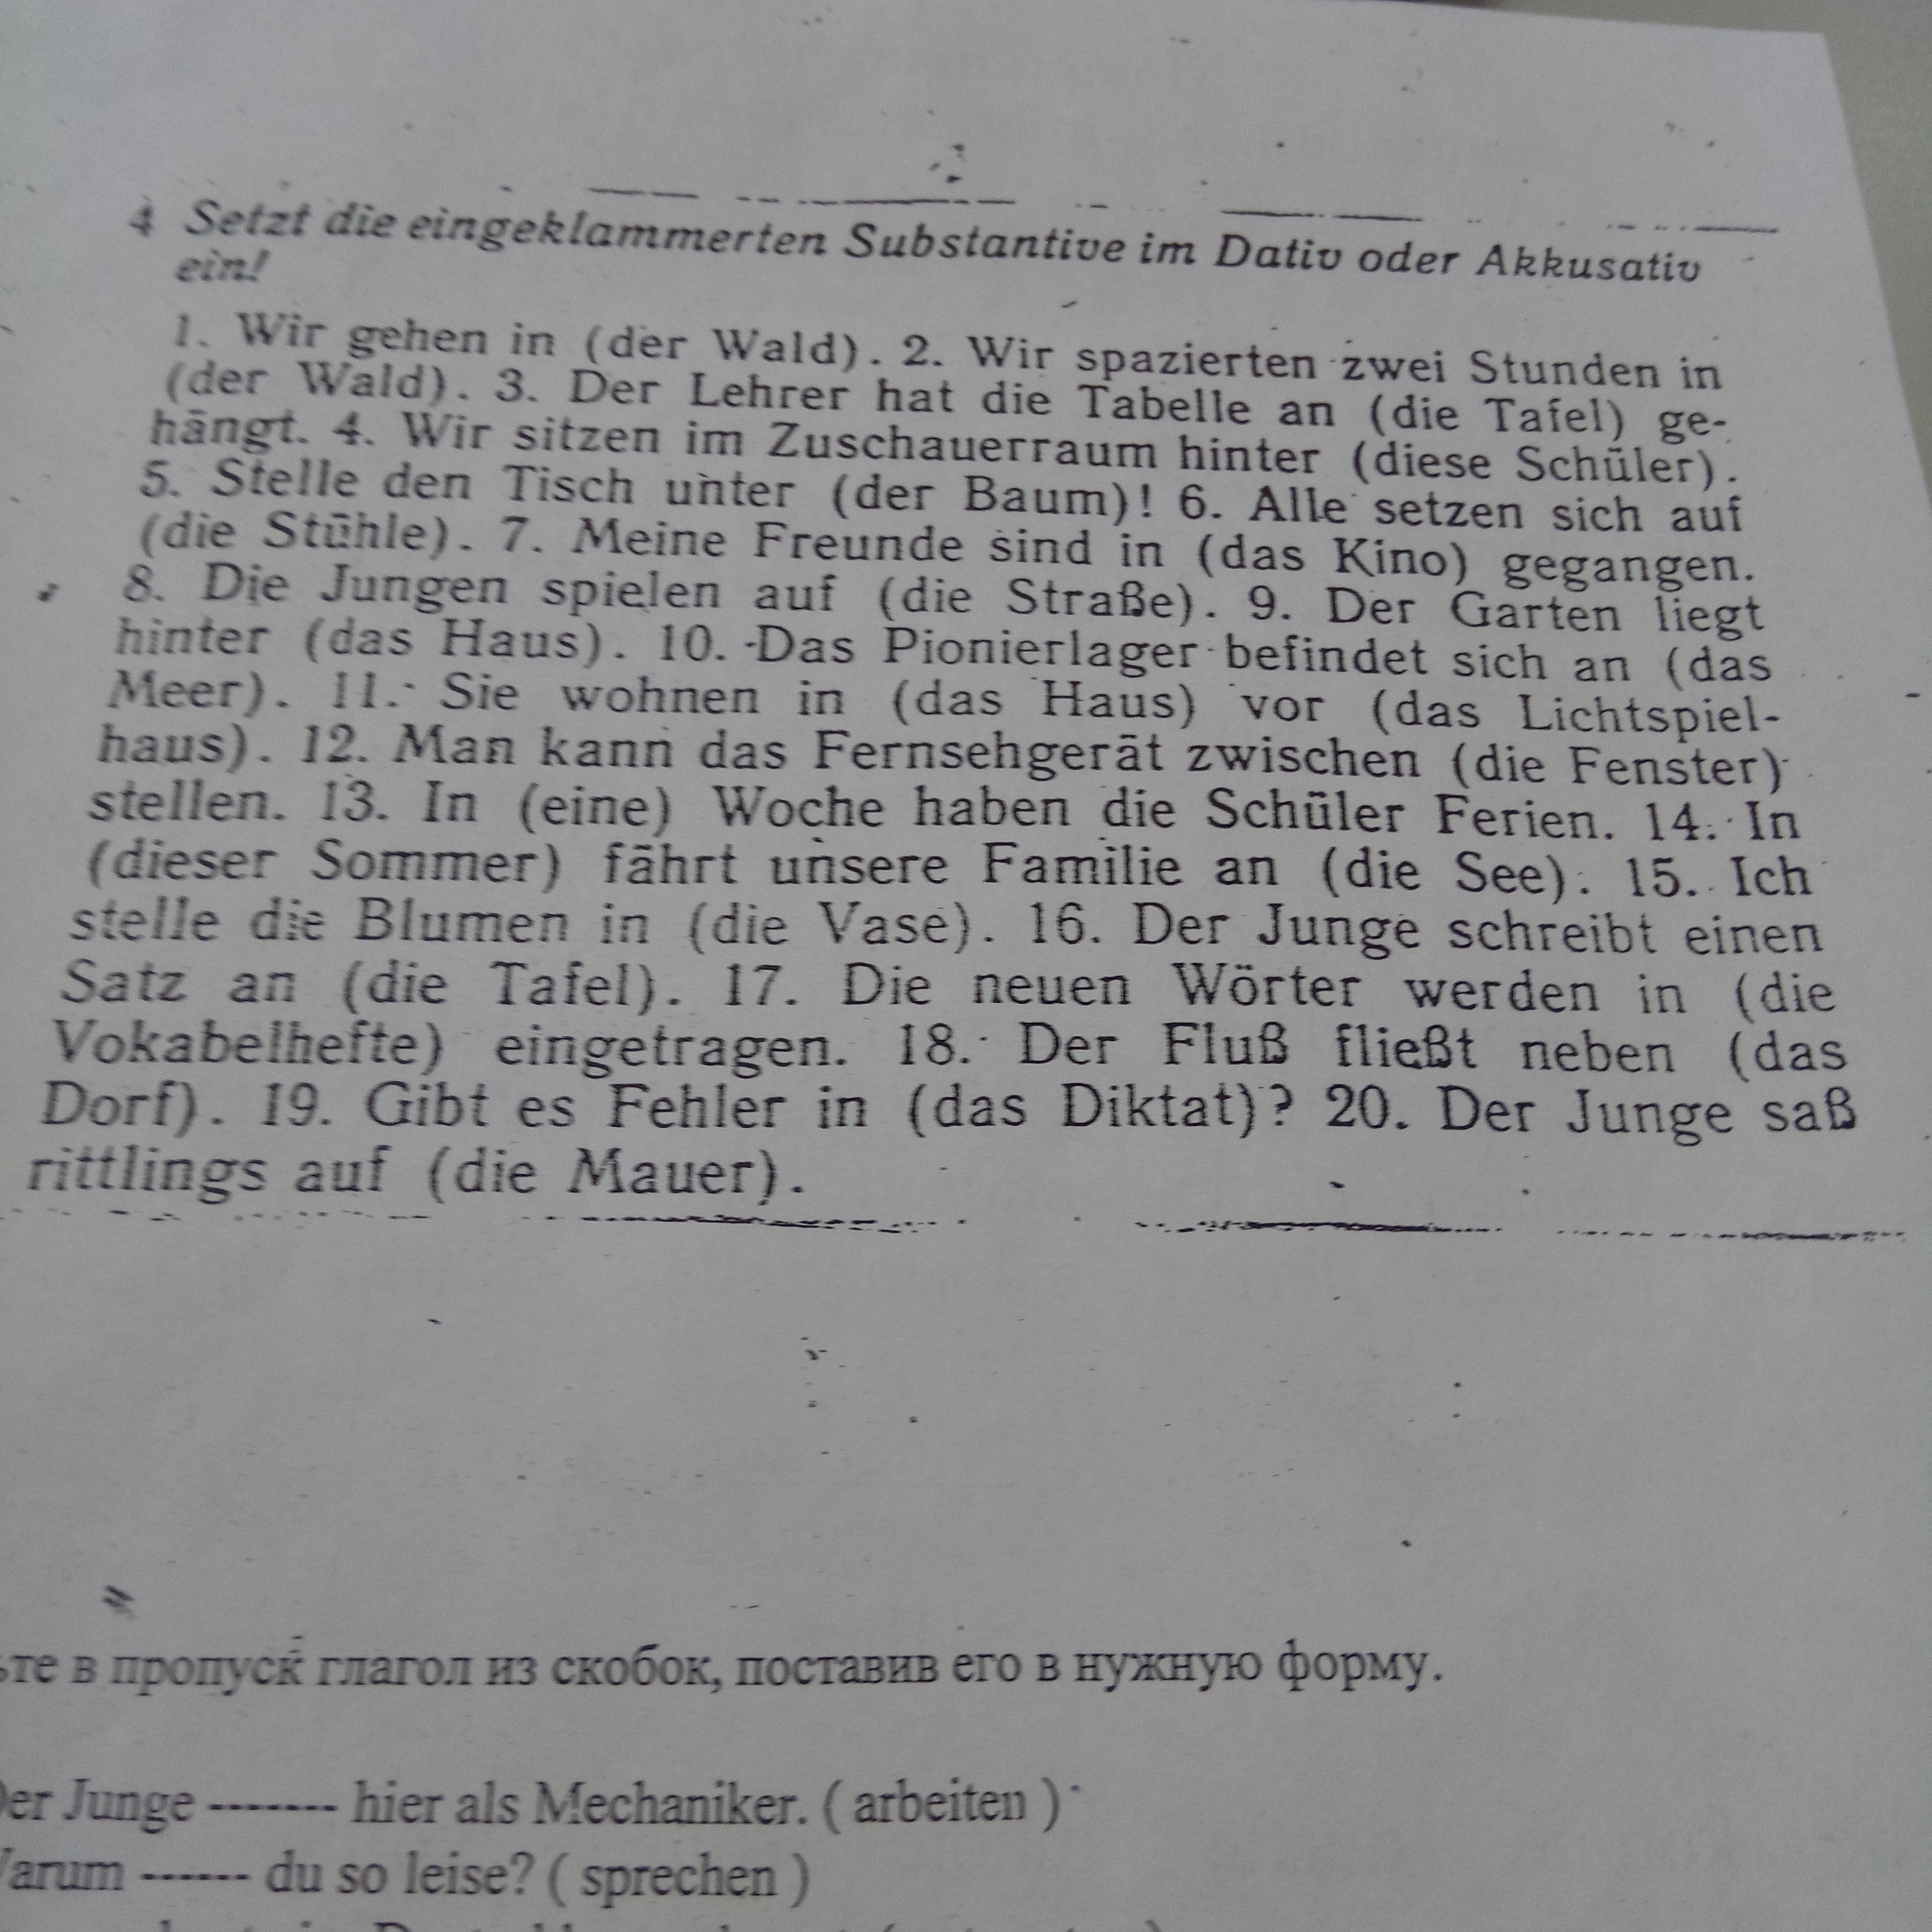 4 Setzt die eingeklammerten Substantive im Dativ oder Akkusativ
ein!
1. Wir gehen in (der Wald). 2. Wir spazierten zwei Stunden in
(der Wald). 3. Der Lehrer hat die Tabelle an (die Tafel) ge-
hängt. 4. Wir sitzen im Zuschauerraum hinter (diese Schüler).
5. Stelle den Tisch unter (der Baum)! 6. Alle setzen sich auf
(die Stühle). 7. Meine Freunde sind in (das Kino) gegangen.
8. Die Jungen spielen auf (die Straße). 9. Der Garten liegt
hinter (das Haus). 10. Das Pionierlager befindet sich an (das
Meer). 11. Sie wohnen in (das Haus) vor (das Lichtspiel-
haus). 12. Man kann das Fernsehgerät zwischen (die Fenster)
stellen. 13. In (eine) Woche haben die Schüler Ferien. 14. In
(dieser Sommer) fährt unsere Familie an (die See). 15. Ich
stelle die Blumen in (die Vase). 16. Der Junge schreibt einen
Satz an (die Tafel). 17. Die neuen Wörter werden in (die
Vokabelhefte) eingetragen. 18. Der Fluß fließt neben (das
Dorf). 19. Gibt es Fehler in (das Diktat)? 20. Der Junge saß
rittlings auf (die Mauer).
ьте в пропуск глагол из скобок, поставив его в нужную форму.
Der Junge ------- hier als Mechaniker. ( arbeiten )
Warum ------ du so leise? ( sprechen )